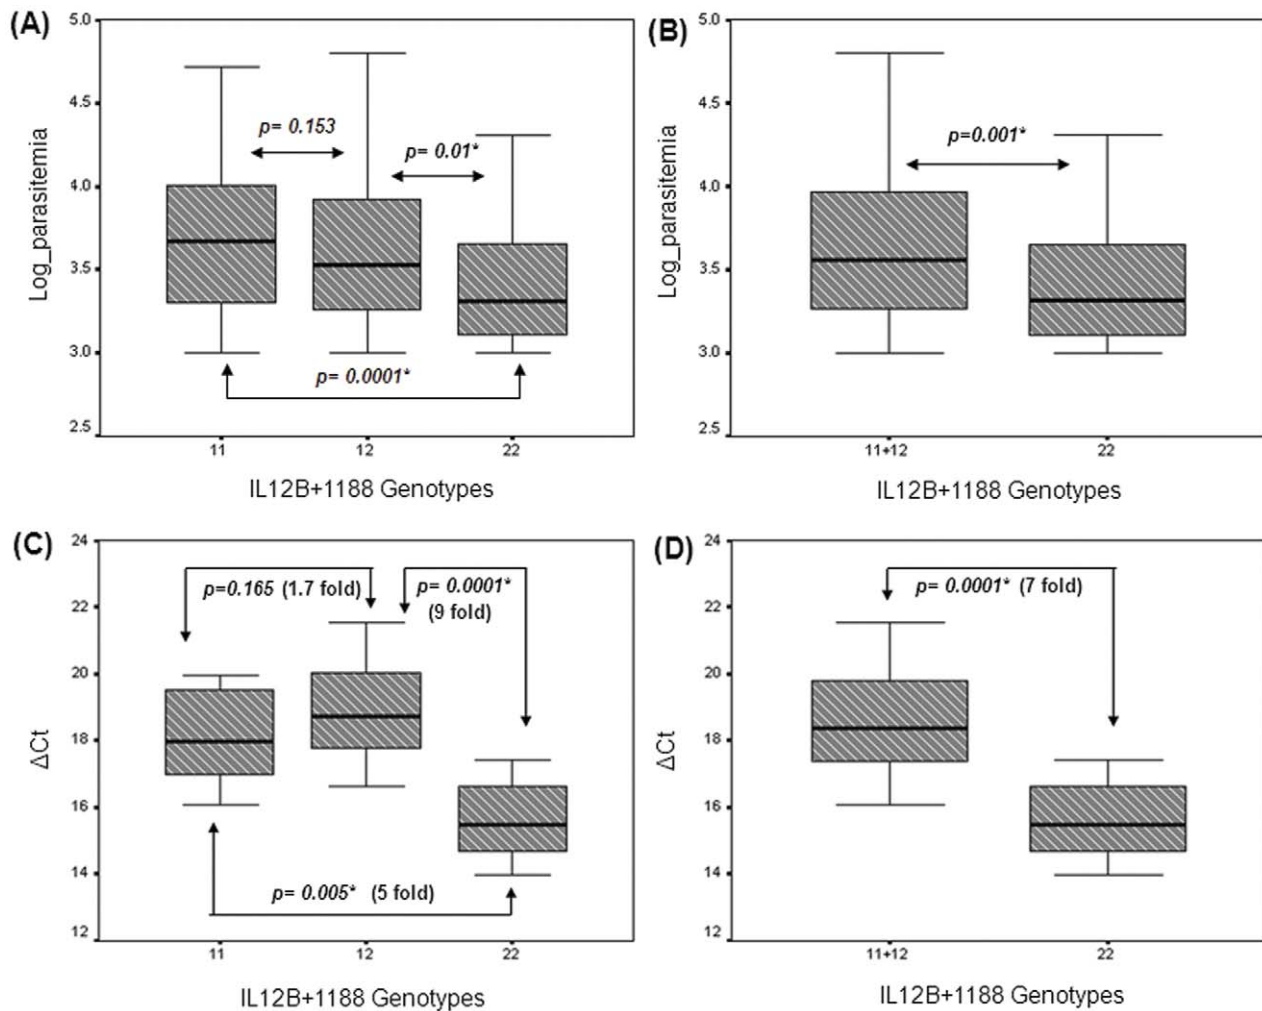 (A)
5.0
4.5
4.0
3.5
3.0
2.5
Log_parasitemia
p= 0.153
p= 0.01*
p= 0.0001*
11 12 22
IL12B+1188 Genotypes
(B)
5.0
4.5
4.0
3.5
3.0
2.5
Log_parasitemia
p=0.001*
11+12 22
IL12B+1188 Genotypes
(C)
24
22
20
18
16
14
12
ΔCt
p=0.165 (1.7 fold)
p= 0.0001*
(9 fold)
p= 0.005* (5 fold)
11 12 22
IL12B+1188 Genotypes
(D)
24
22
20
18
16
14
12
ΔCt
p= 0.0001* (7 fold)
11+12 22
IL12B+1188 Genotypes